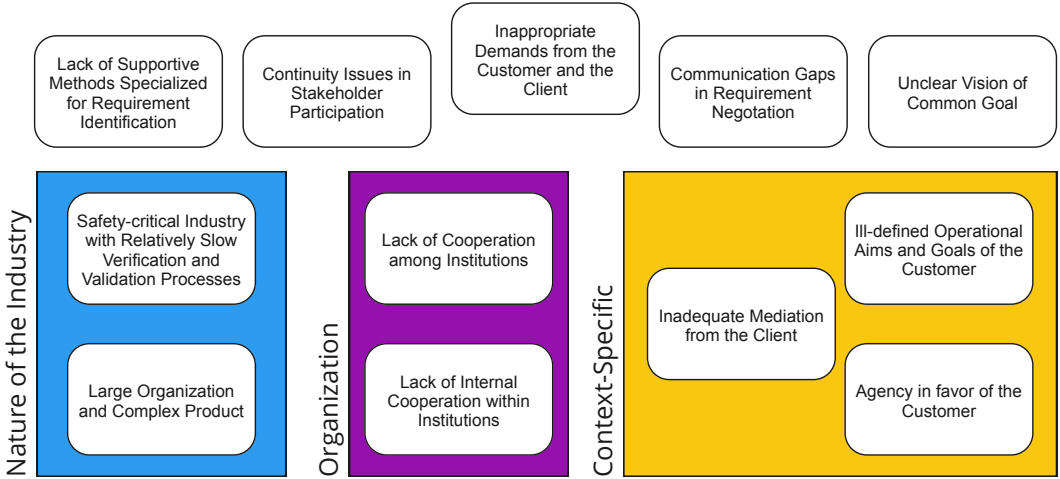 Lack of Supportive
Methods Specialized
for Requirement
Identification
Continuity Issues in
Stakeholder
Participation
Inappropriate
Demands from the
Customer and the
Client
Communication Gaps
in Requirement
Negotation
Unclear Vision of
Common Goal
Nature of the Industry
Safety-critical Industry
with Relatively Slow
Verification and
Validation Processes
Large Organization
and Complex Product
Organization
Lack of Cooperation
among Institutions
Lack of Internal
Cooperation within
Institutions
Context-Specific
Inadequate Mediation
from the Client
Ill-defined Operational
Aims and Goals of the
Customer
Agency in favor of the
Customer